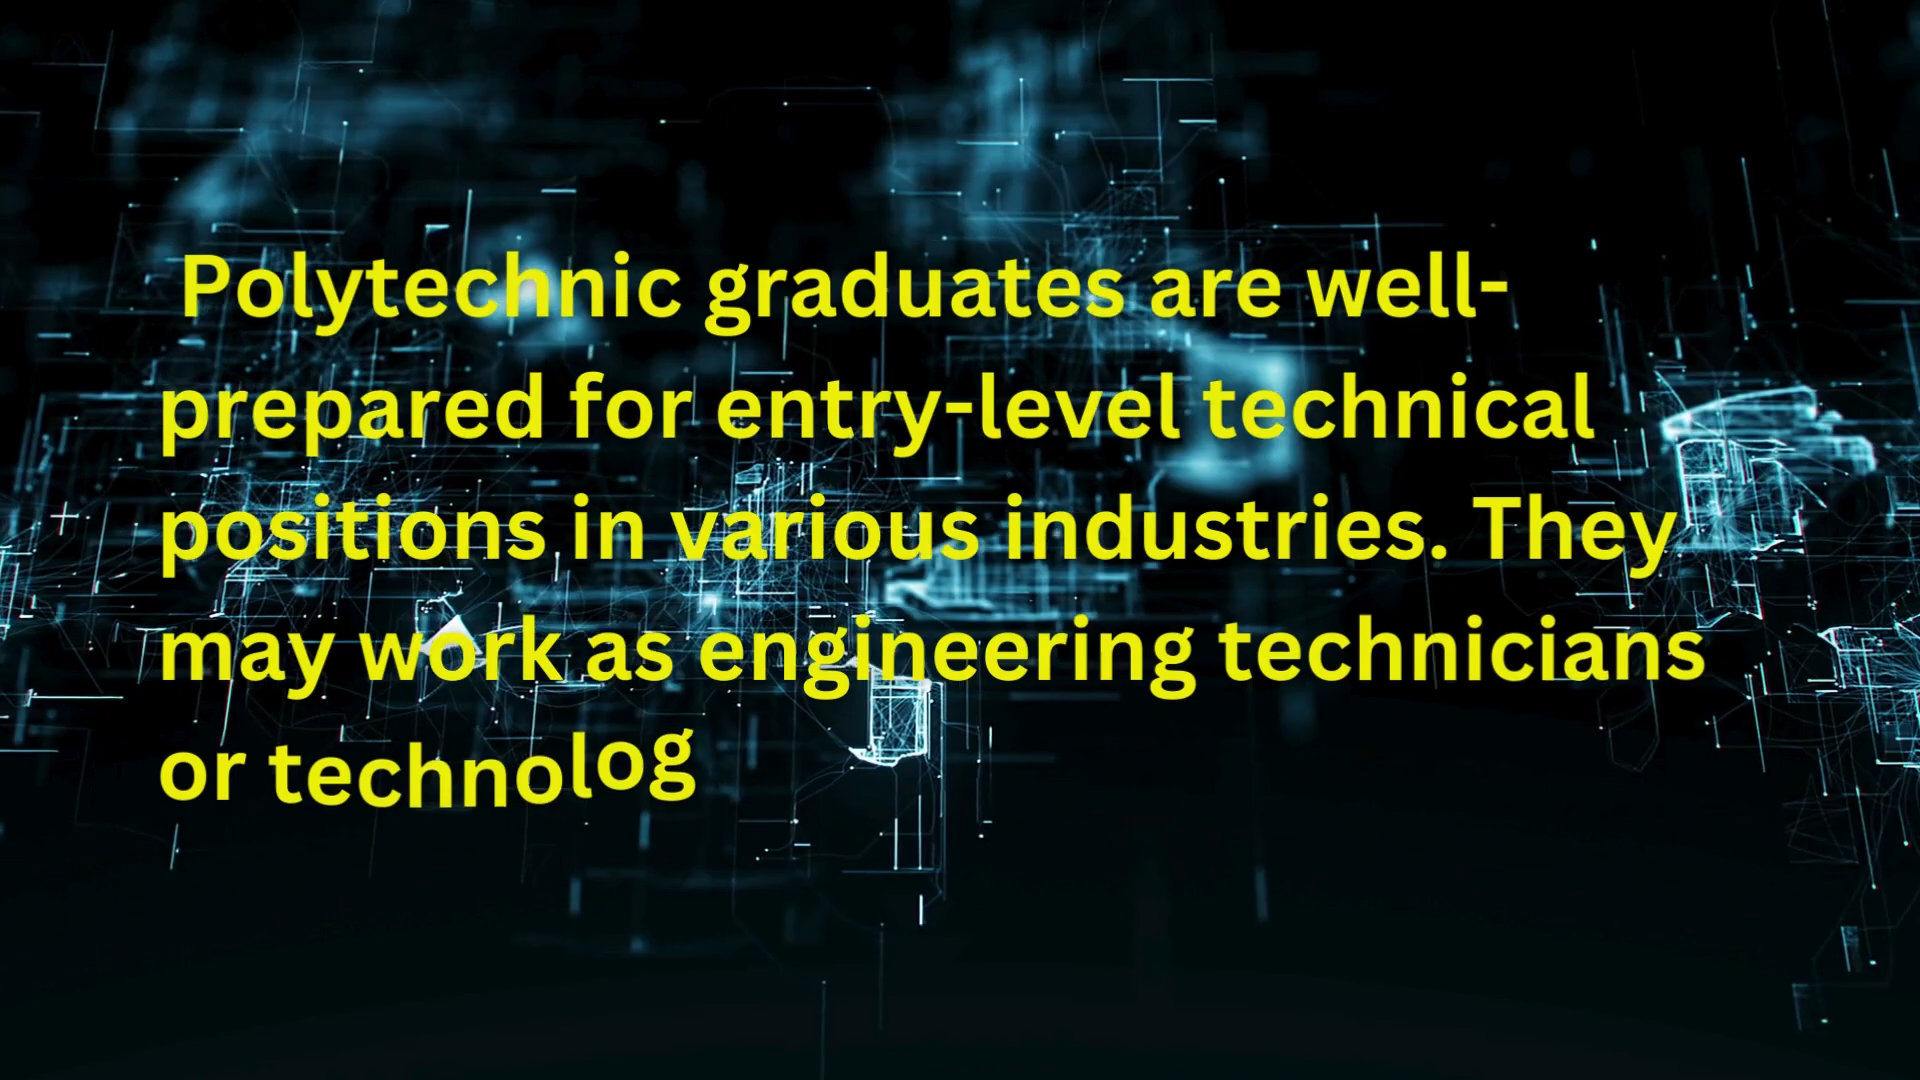 Polytechnic graduates are well-
prepared for entry-level technical
positions in various industries. They
may work as engineering technicians
or technolog